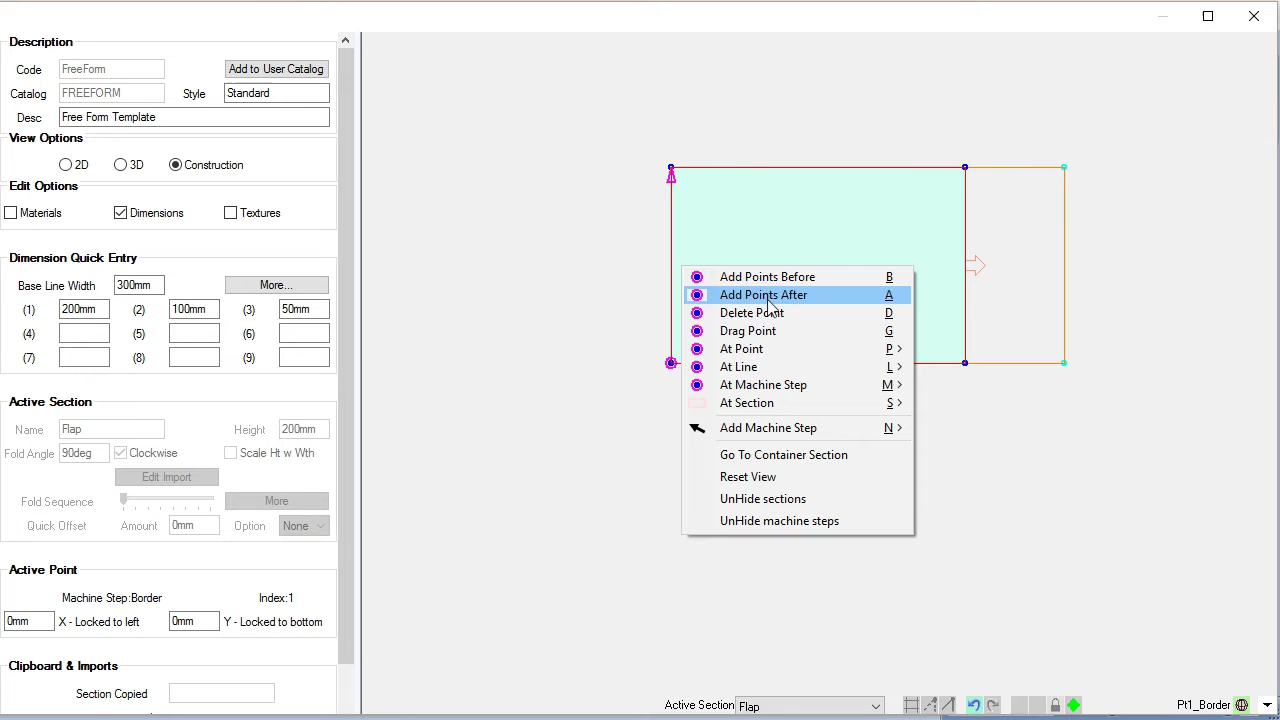 Description
Code FreeForm Add to User Catalog
Catalog FREEFORM Style Standard
Desc Free Form Template
View Options
2D 3D Construction
Edit Options
Materials Dimensions Textures
Dimension Quick Entry
Base Line Width 300mm More...
(1) 200mm (2) 100mm (3) 50mm
(4) (5) (6)
(7) (8) (9)
Active Section
Name Flap Height 200mm
Fold Angle 90deg Clockwise Scale Ht w Wth
Edit Import
Fold Sequence More
Quick Offset Amount 0mm Option None
Active Point
Machine Step:Border Index:1
0mm X - Locked to left 0mm Y - Locked to bottom
Clipboard & Imports
Section Copied
Add Points Before B
Add Points After A
Delete Point D
Drag Point G
At Point P
At Line L
At Machine Step M
At Section S
Add Machine Step N
Go To Container Section
Reset View
UnHide sections
UnHide machine steps
Active Section Flap Pt1_Border